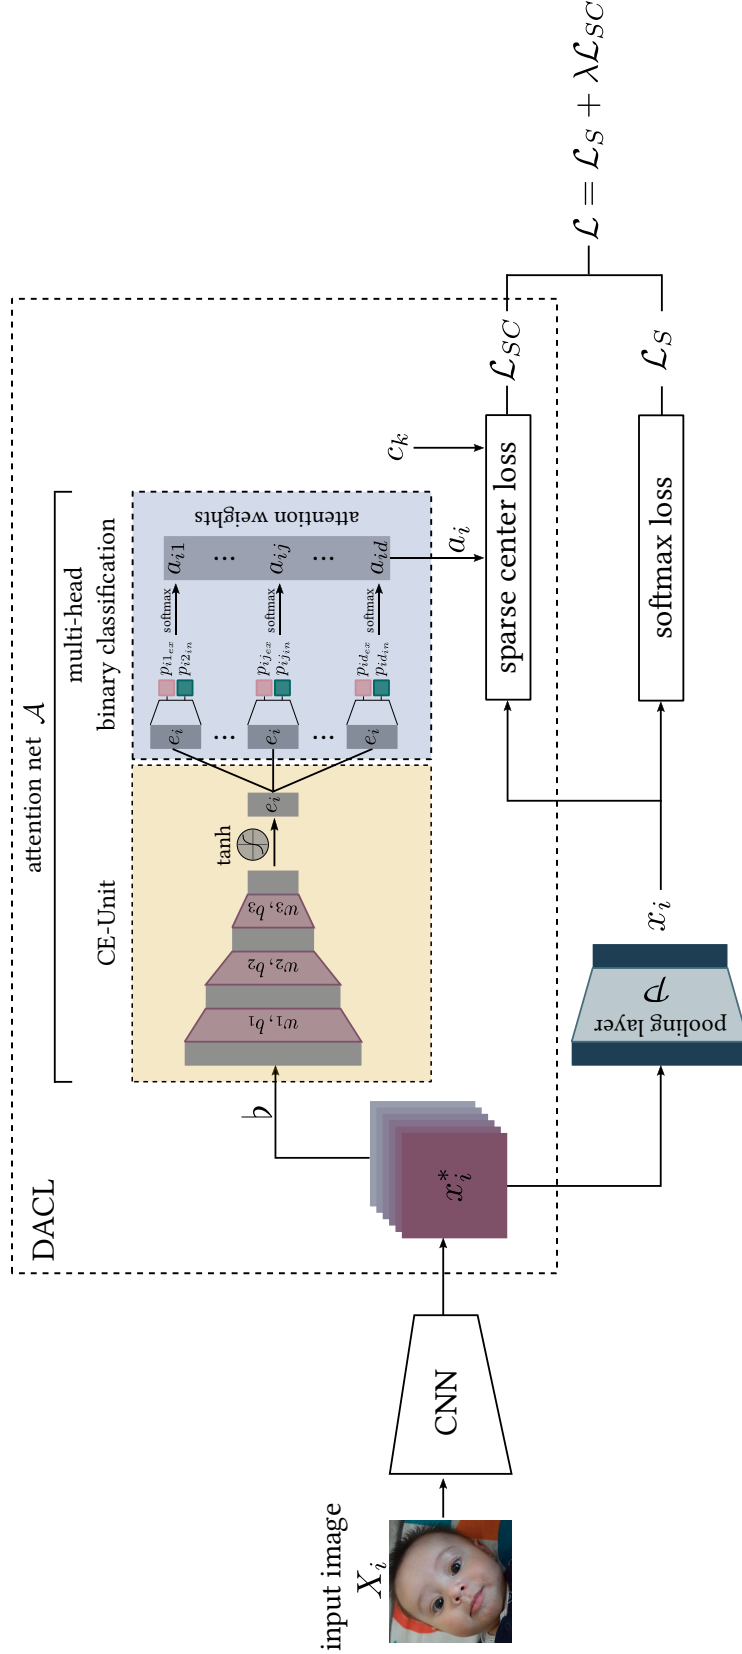 DACL
attention net 𝒜
CE-Unit
multi-head
binary classification
input image
X_i
CNN
x_i^*
♭
w_1, b_1
w_2, b_2
w_3, b_3
tanh
e_i
e_i
...
e_i
...
e_i
p_{i1_{ex}}
p_{i2_{in}}
p_{ij_{ex}}
p_{ij_{in}}
p_{id_{ex}}
p_{id_{in}}
softmax
softmax
softmax
a_{i1}
...
a_{ij}
...
a_{id}
attention weights
a_i
c_k
pooling layer
𝒫
x_i
sparse center loss
softmax loss
ℒ_{SC}
ℒ_S
ℒ = ℒ_S + λℒ_{SC}